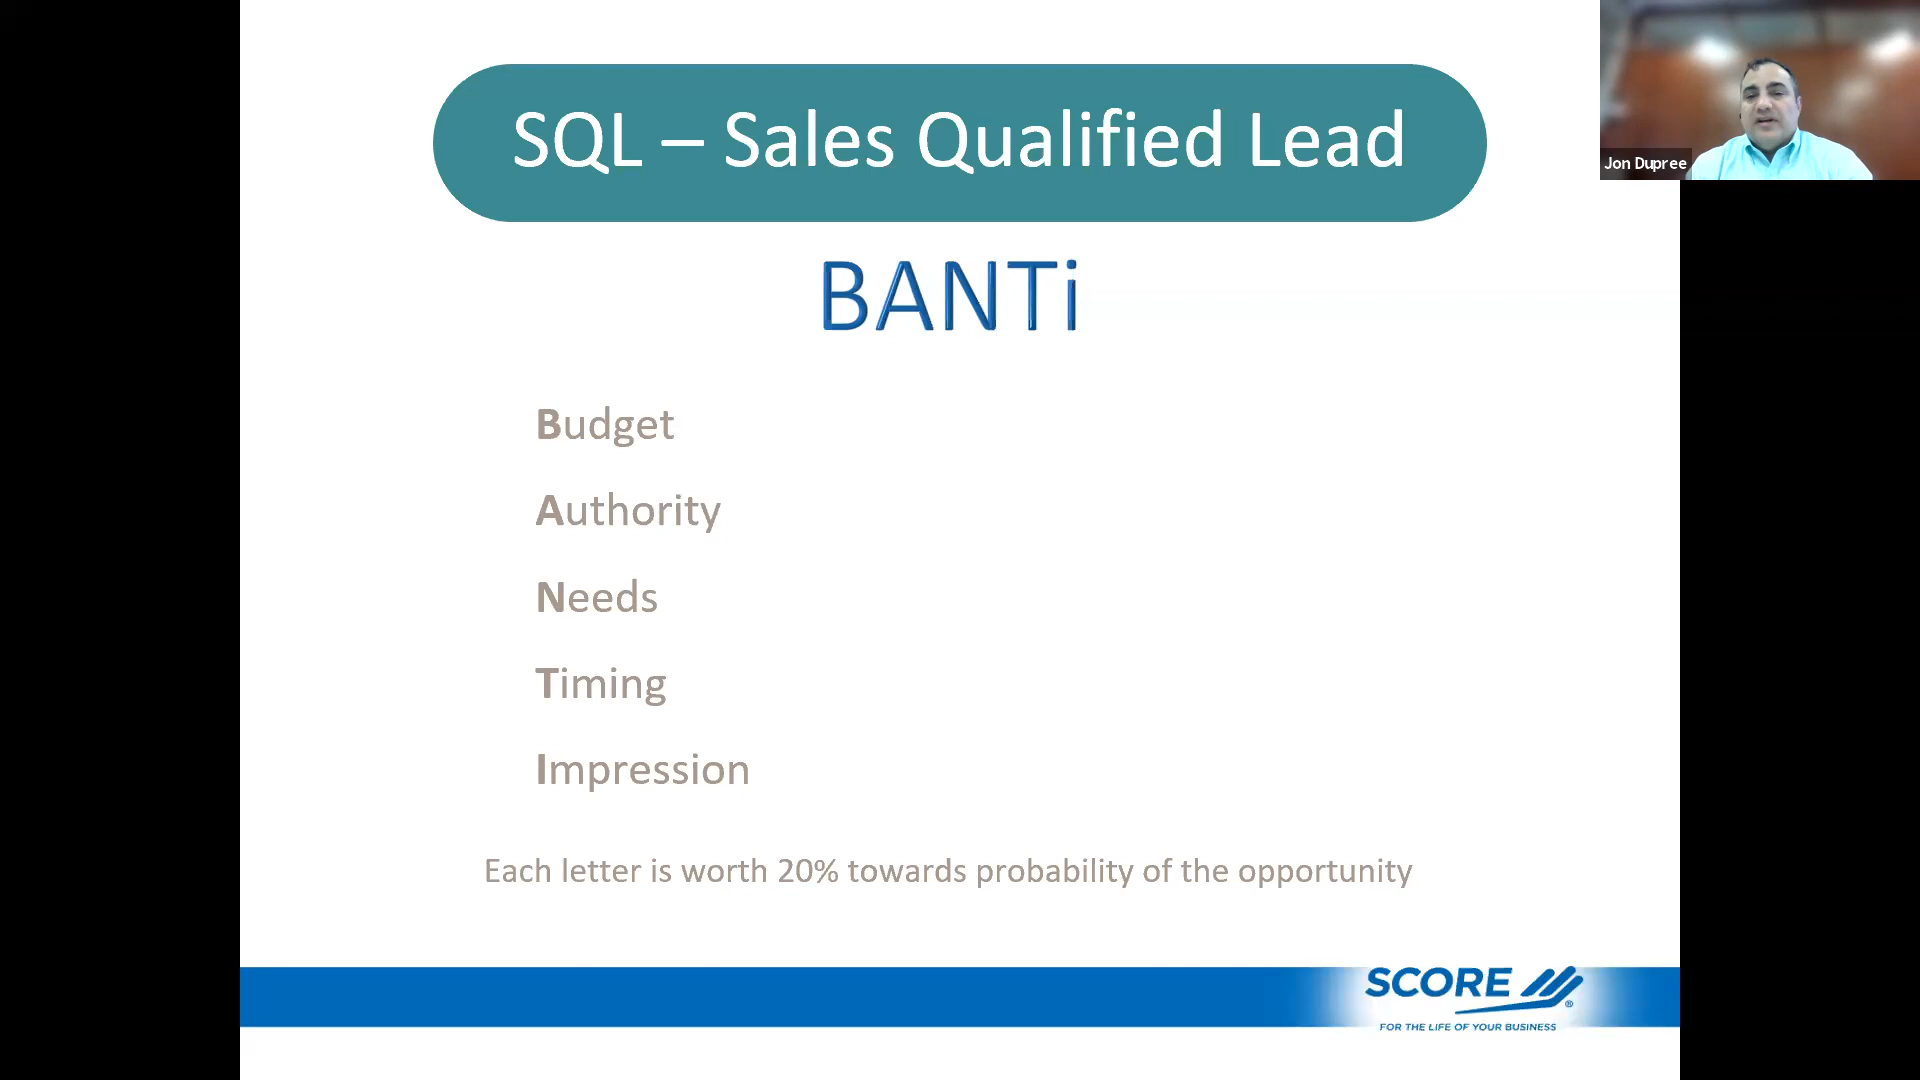 SQL – Sales Qualified Lead
Jon Dupree
BANTi
Budget
Authority
Needs
Timing
Impression
Each letter is worth 20% towards probability of the opportunity
SCORE ®
FOR THE LIFE OF YOUR BUSINESS